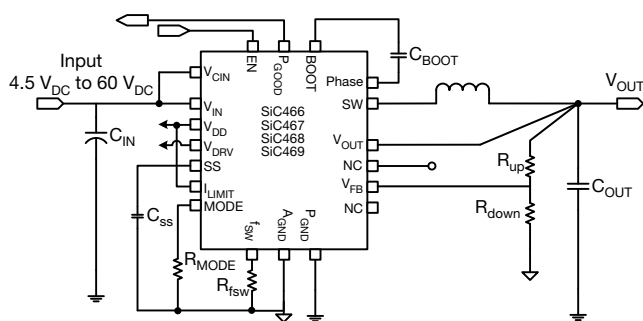 Input
4.5 VDC to 60 VDC
CIN
Css
EN
PGOOD
BOOT
CBOOT
VCIN
VIN
VDD
VDRV
SS
ILIMIT
MODE
SiC466
SiC467
SiC468
SiC469
Phase
SW
VOUT
NC
VFB
NC
fSW
AGND
PGND
RMODE
Rfsw
Rup
Rdown
VOUT
COUT